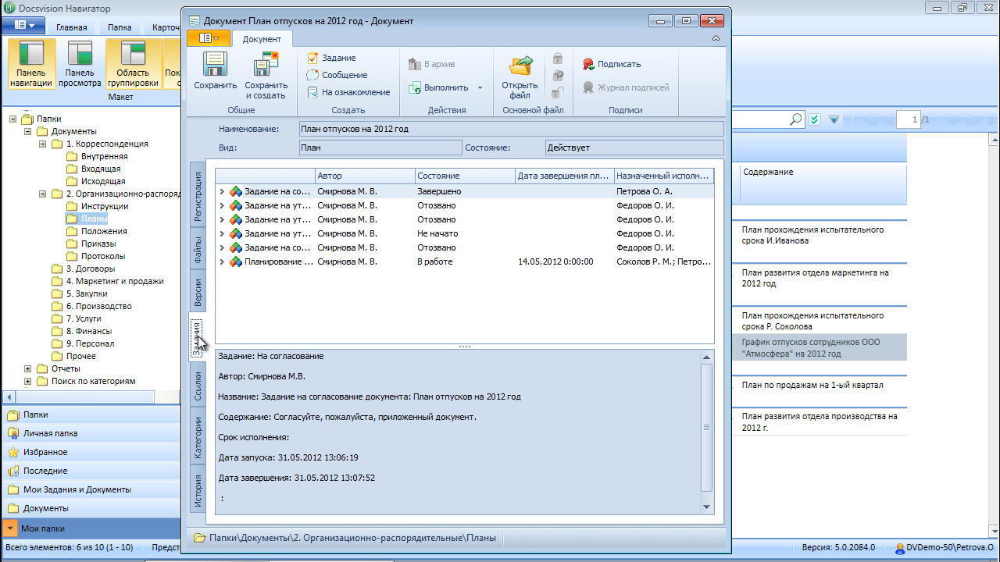 Docsvision Навигатор
Главная Папка Карточ
Панель навигации
Панель просмотра
Область группировки
Макет
Папки
Документы
1. Корреспонденция
Внутренняя
Входящая
Исходящая
2. Организационно-распоряд
Инструкции
Планы
Положения
Приказы
Протоколы
3. Договоры
4. Маркетинг и продажи
5. Закупки
6. Производство
7. Услуги
8. Финансы
9. Персонал
Прочее
Отчеты
Поиск по категориям
Папки
Личная папка
Избранное
Последние
Мои Задания и Документы
Документы
Мои папки
Всего элементов: 6 из 10 (1 - 10) Предст
Документ План отпусков на 2012 год - Документ
Документ
Сохранить
Сохранить и создать
Общие
Задание
Сообщение
На ознакомление
Создать
В архив
Выполнить
Действия
Открыть файл
Основной файл
Подписать
Журнал подписей
Подписи
Наименование: План отпусков на 2012 год
Вид: План Состояние: Действует
Регистрация
Файлы
Версии
Задания
Ссылки
Категории
История
Автор Состояние Дата завершения пл... Назначенный исполн...
Задание на со... Смирнова М. В. Завершено Петрова О. А.
Задание на ут... Смирнова М. В. Отозвано Федоров О. И.
Задание на ут... Смирнова М. В. Отозвано Федоров О. И.
Задание на ут... Смирнова М. В. Не начато Федоров О. И.
Задание на со... Смирнова М. В. Отозвано Федоров О. И.
Планирование ... Смирнова М. В. В работе 14.05.2012 0:00:00 Соколов Р. М.; Петро...
Задание: На согласование
Автор: Смирнова М.В.
Название: Задание на согласование документа: План отпусков на 2012 год
Содержание: Согласуйте, пожалуйста, приложенный документ.
Срок исполнения:
Дата запуска: 31.05.2012 13:06:19
Дата завершения: 31.05.2012 13:07:52
:
Папки\Документы\2. Организационно-распорядительные\Планы
1 /1
Содержание
План прохождения испытательного
срока И.Иванова
План развития отдела маркетинга на
2012 год
План прохождения испытательного
срока Р. Соколова
График отпусков сотрудников ООО
"Атмосфера" на 2012 год
План по продажам на 1-ый квартал
План развития отдела производства на
2012 г.
Версия: 5.0.2084.0 DVDemo-50\Petrova.O